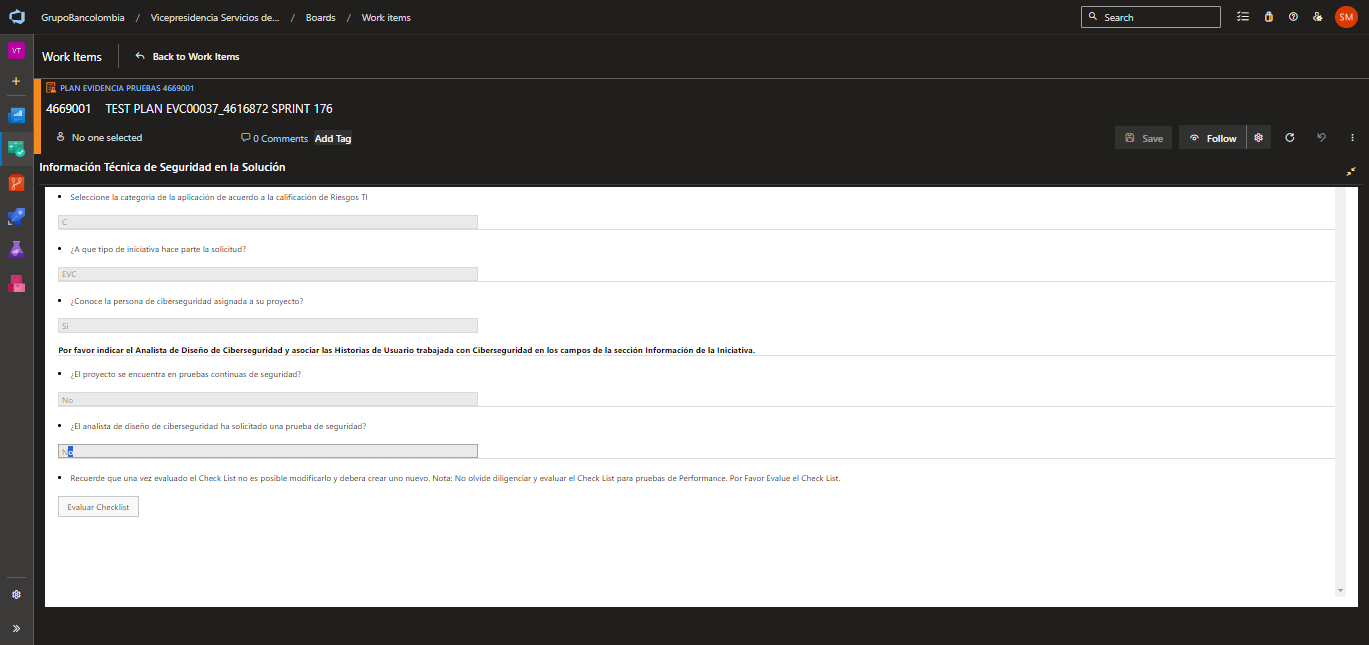 GrupoBancolombia / Vicepresidencia Servicios de... / Boards / Work items
Search
SM
VT
Work Items
Back to Work Items
PLAN EVIDENCIA PRUEBAS 4669001
4669001 TEST PLAN EVC00037_4616872 SPRINT 176
No one selected
0 Comments
Add Tag
Save
Follow
Información Técnica de Seguridad en la Solución
• Seleccione la categoría de la aplicación de acuerdo a la calificación de Riesgos TI
C
• ¿A que tipo de iniciativa hace parte la solicitud?
EVC
• ¿Conoce la persona de ciberseguridad asignada a su proyecto?
Si
Por favor indicar el Analista de Diseño de Ciberseguridad y asociar las Historias de Usuario trabajada con Ciberseguridad en los campos de la sección Información de la Iniciativa.
• ¿El proyecto se encuentra en pruebas continuas de seguridad?
No
• ¿El analista de diseño de ciberseguridad ha solicitado una prueba de seguridad?
No
• Recuerde que una vez evaluado el Check List no es posible modificarlo y debera crear uno nuevo. Nota: No olvide diligenciar y evaluar el Check List para pruebas de Performance. Por Favor Evalue el Check List.
Evaluar Checklist